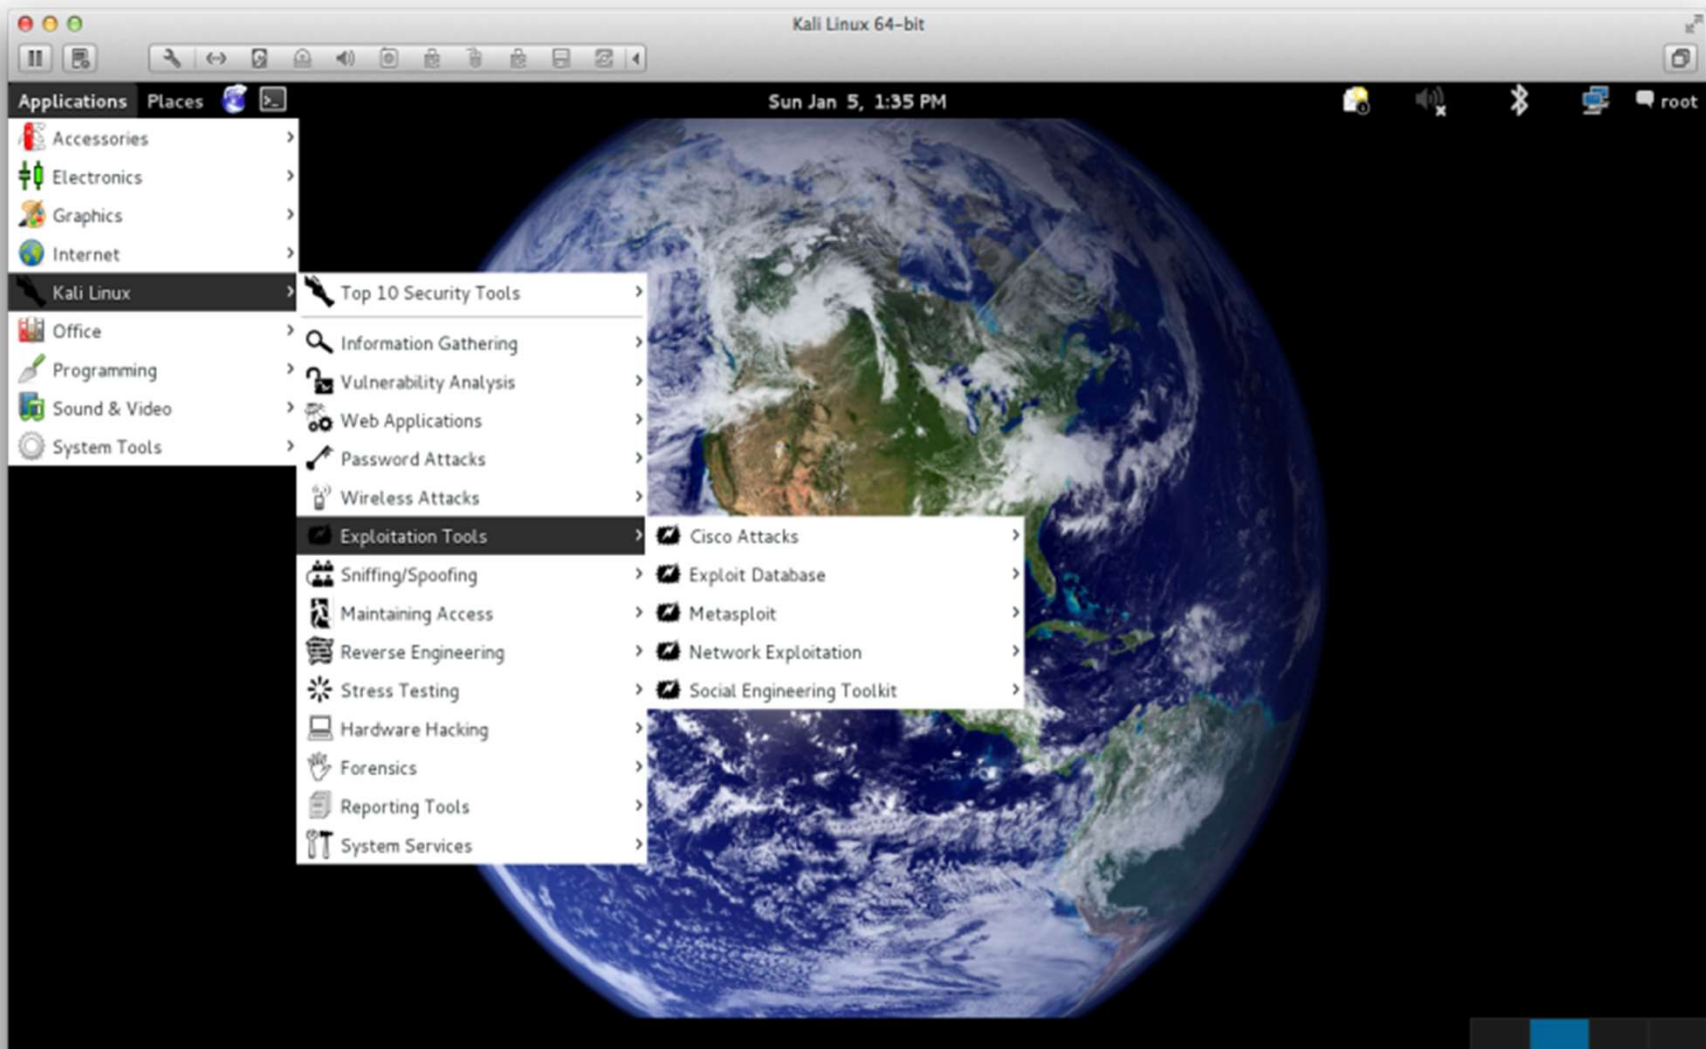 Kali Linux 64-bit
Applications Places Sun Jan 5, 1:35 PM root
Accessories
Electronics
Graphics
Internet
Kali Linux
Office
Programming
Sound & Video
System Tools
Top 10 Security Tools
Information Gathering
Vulnerability Analysis
Web Applications
Password Attacks
Wireless Attacks
Exploitation Tools
Sniffing/Spoofing
Maintaining Access
Reverse Engineering
Stress Testing
Hardware Hacking
Forensics
Reporting Tools
System Services
Cisco Attacks
Exploit Database
Metasploit
Network Exploitation
Social Engineering Toolkit